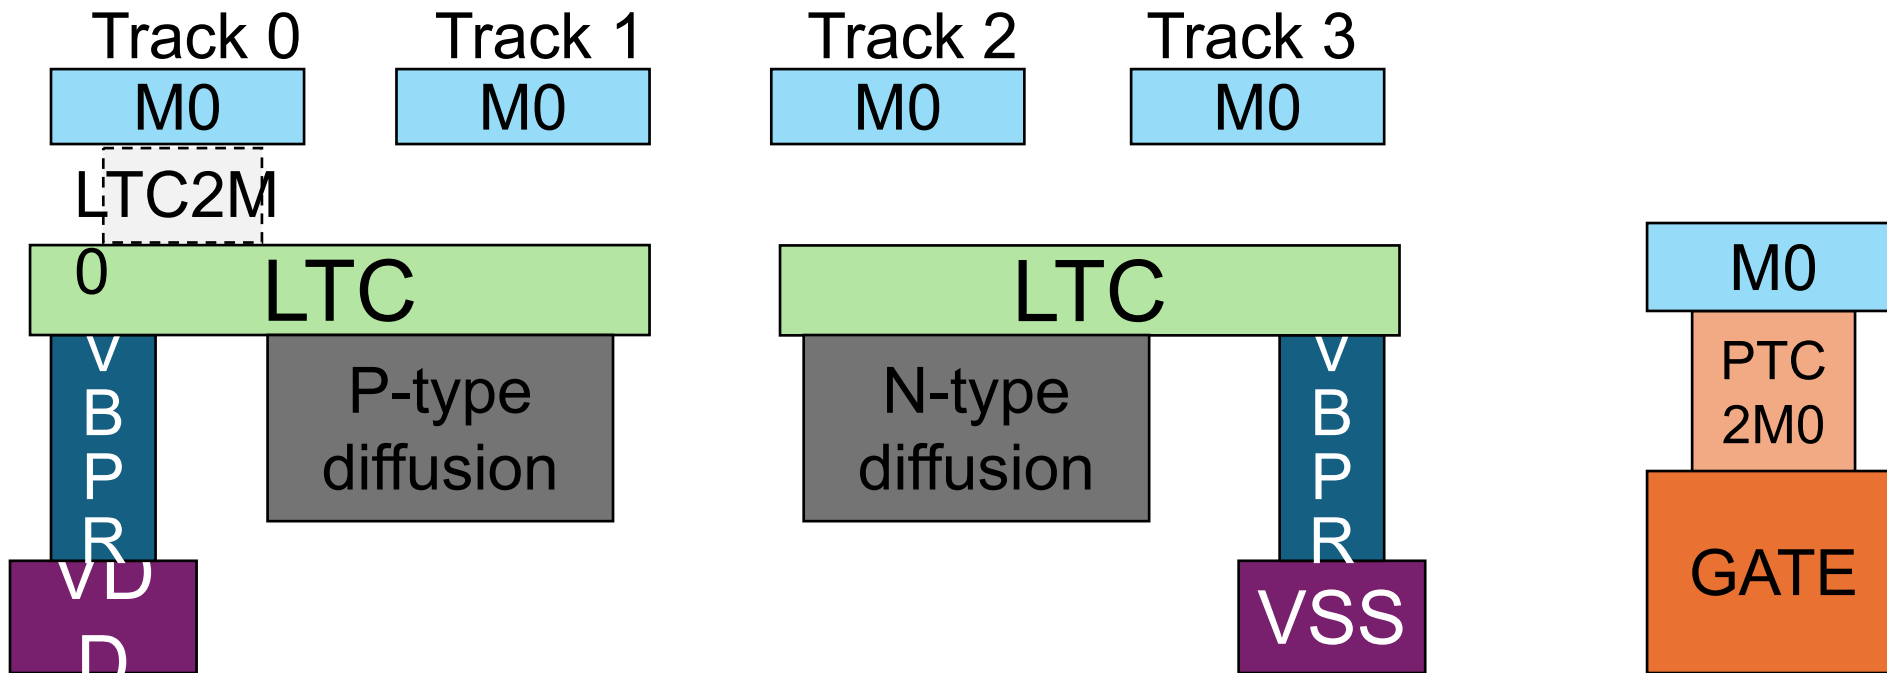 Track 0
Track 1
Track 2
Track 3
M0
M0
M0
M0
LTC2M
0
LTC
LTC
M0
V
B
P
R
P-type
diffusion
N-type
diffusion
V
B
P
R
PTC
2M0
VD
D
VSS
GATE